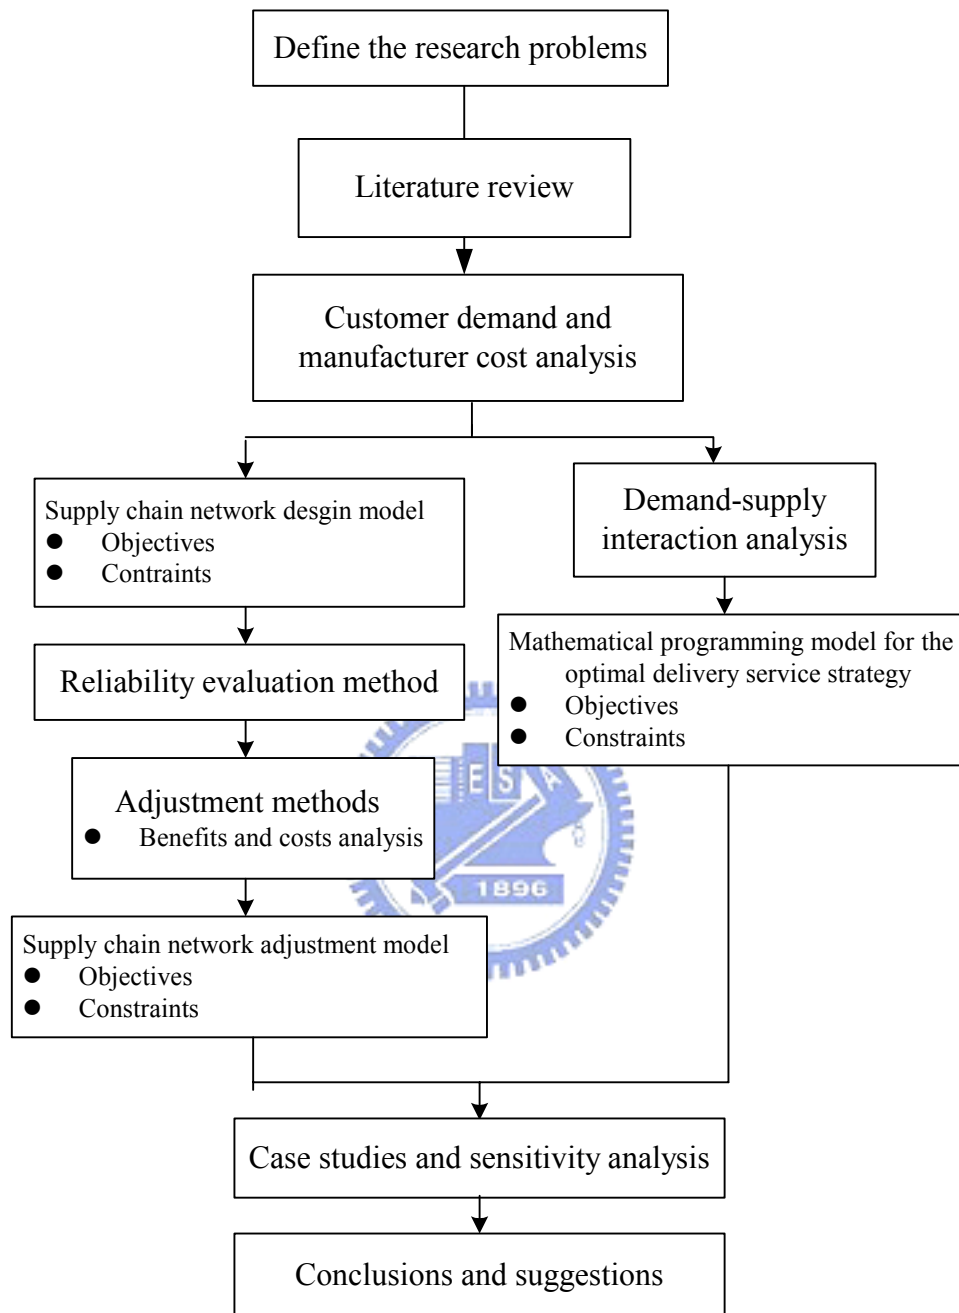 Define the research problems
Literature review
Customer demand and
manufacturer cost analysis
Supply chain network desgin model
● Objectives
● Contraints
Demand-supply
interaction analysis
Reliability evaluation method
Mathematical programming model for the
optimal delivery service strategy
● Objectives
● Constraints
Adjustment methods
● Benefits and costs analysis
E S A
1896
Supply chain network adjustment model
● Objectives
● Constraints
Case studies and sensitivity analysis
Conclusions and suggestions